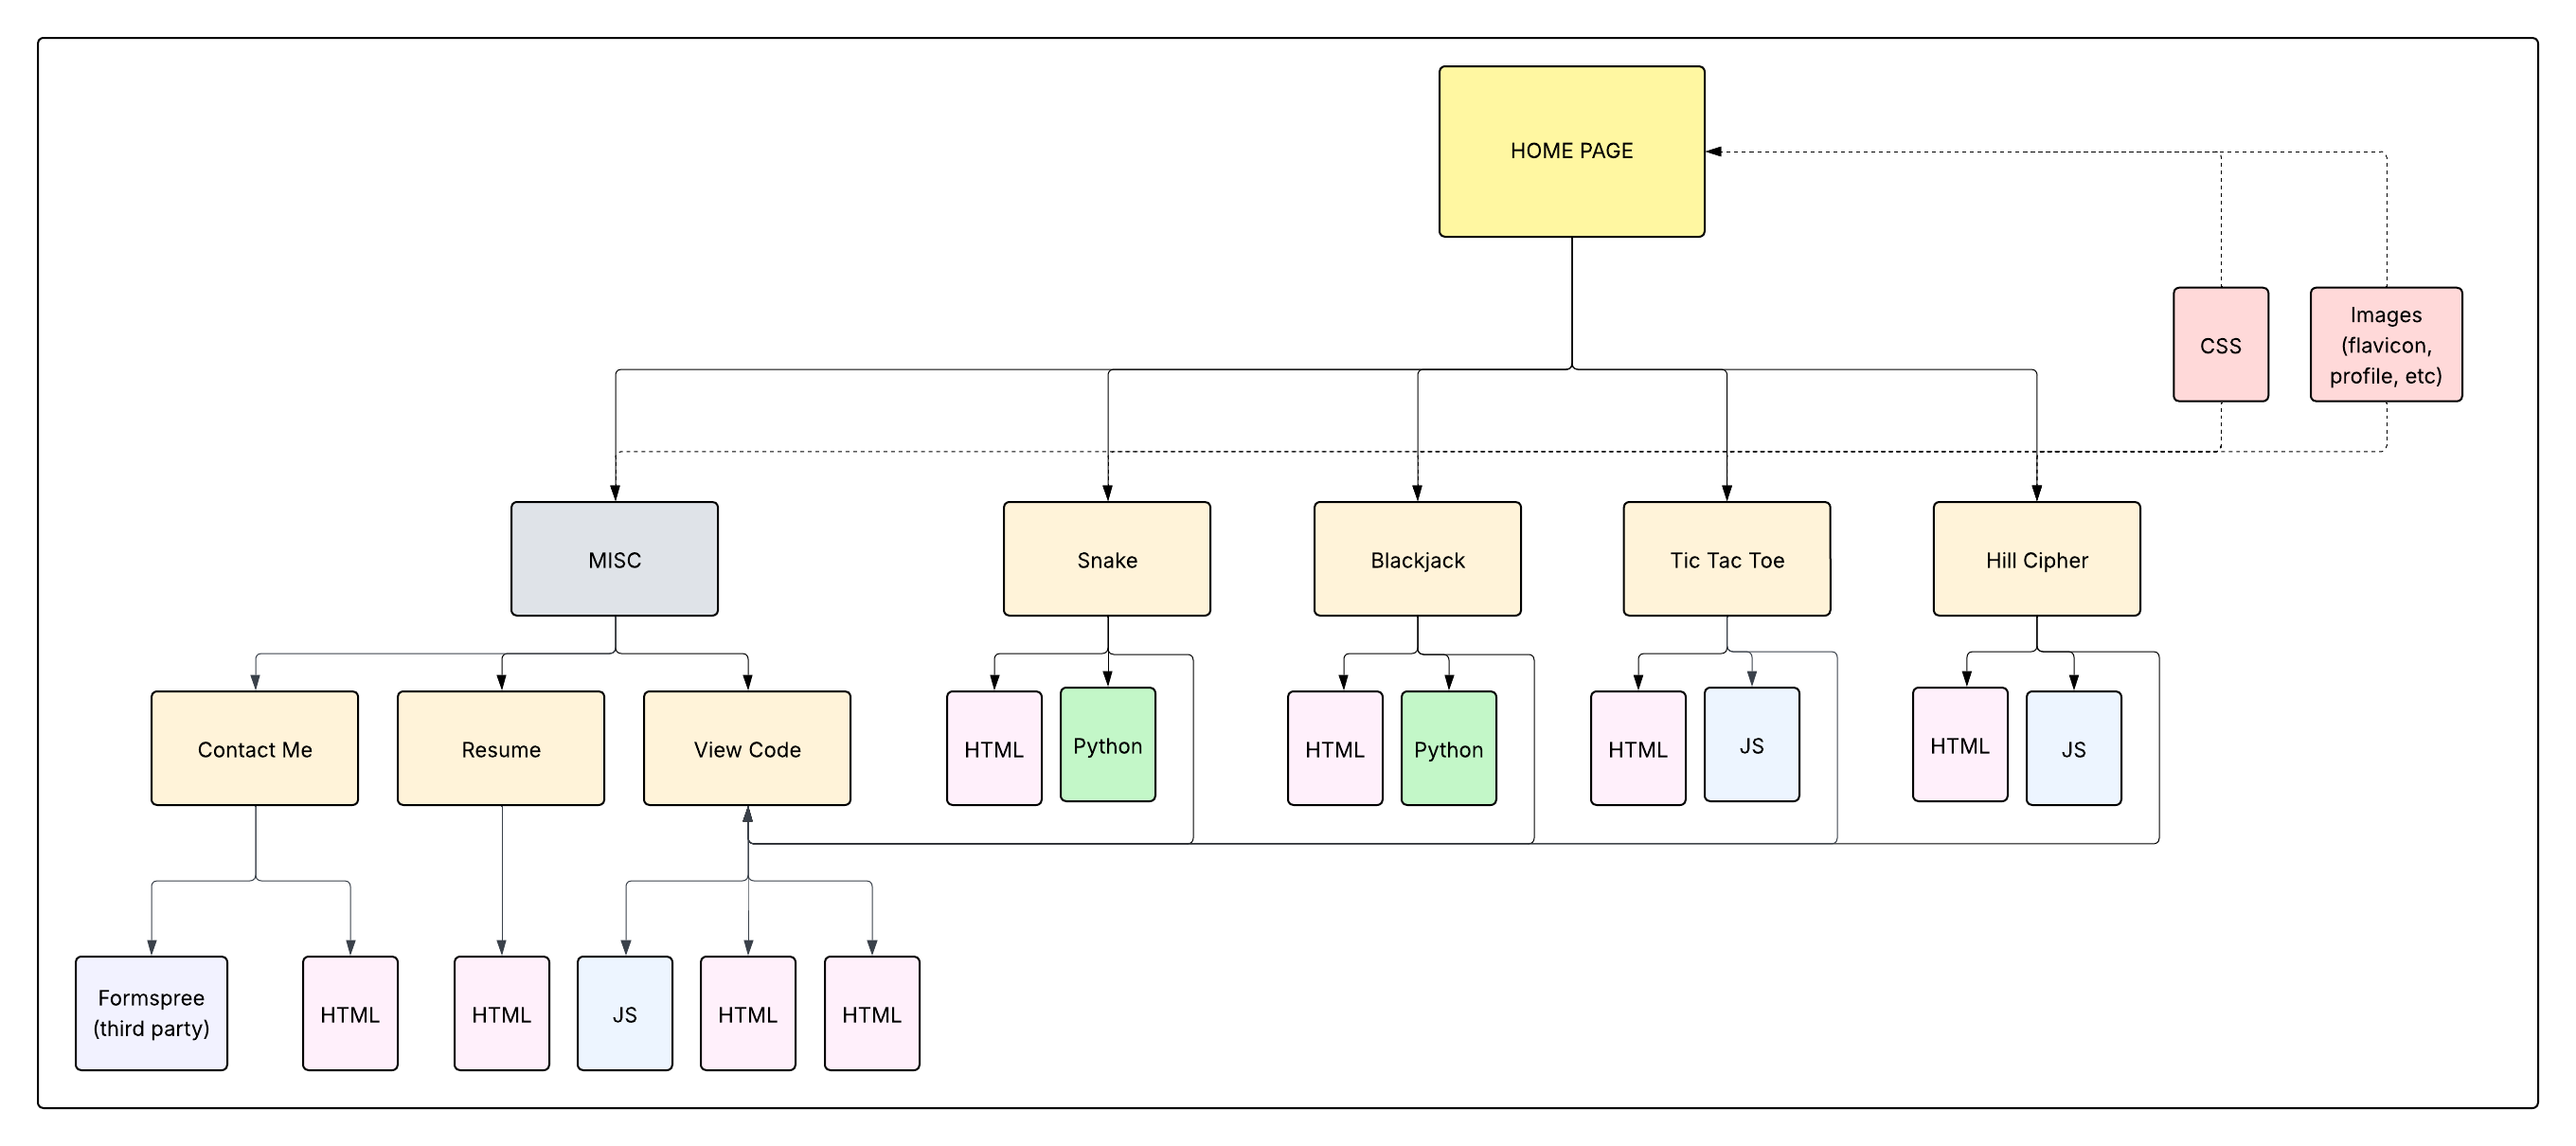 HOME PAGE
CSS
Images
(flavicon,
profile, etc)
MISC
Snake
Blackjack
Tic Tac Toe
Hill Cipher
Contact Me
Resume
View Code
HTML
Python
HTML
Python
HTML
JS
HTML
JS
Formspree
(third party)
HTML
HTML
JS
HTML
HTML